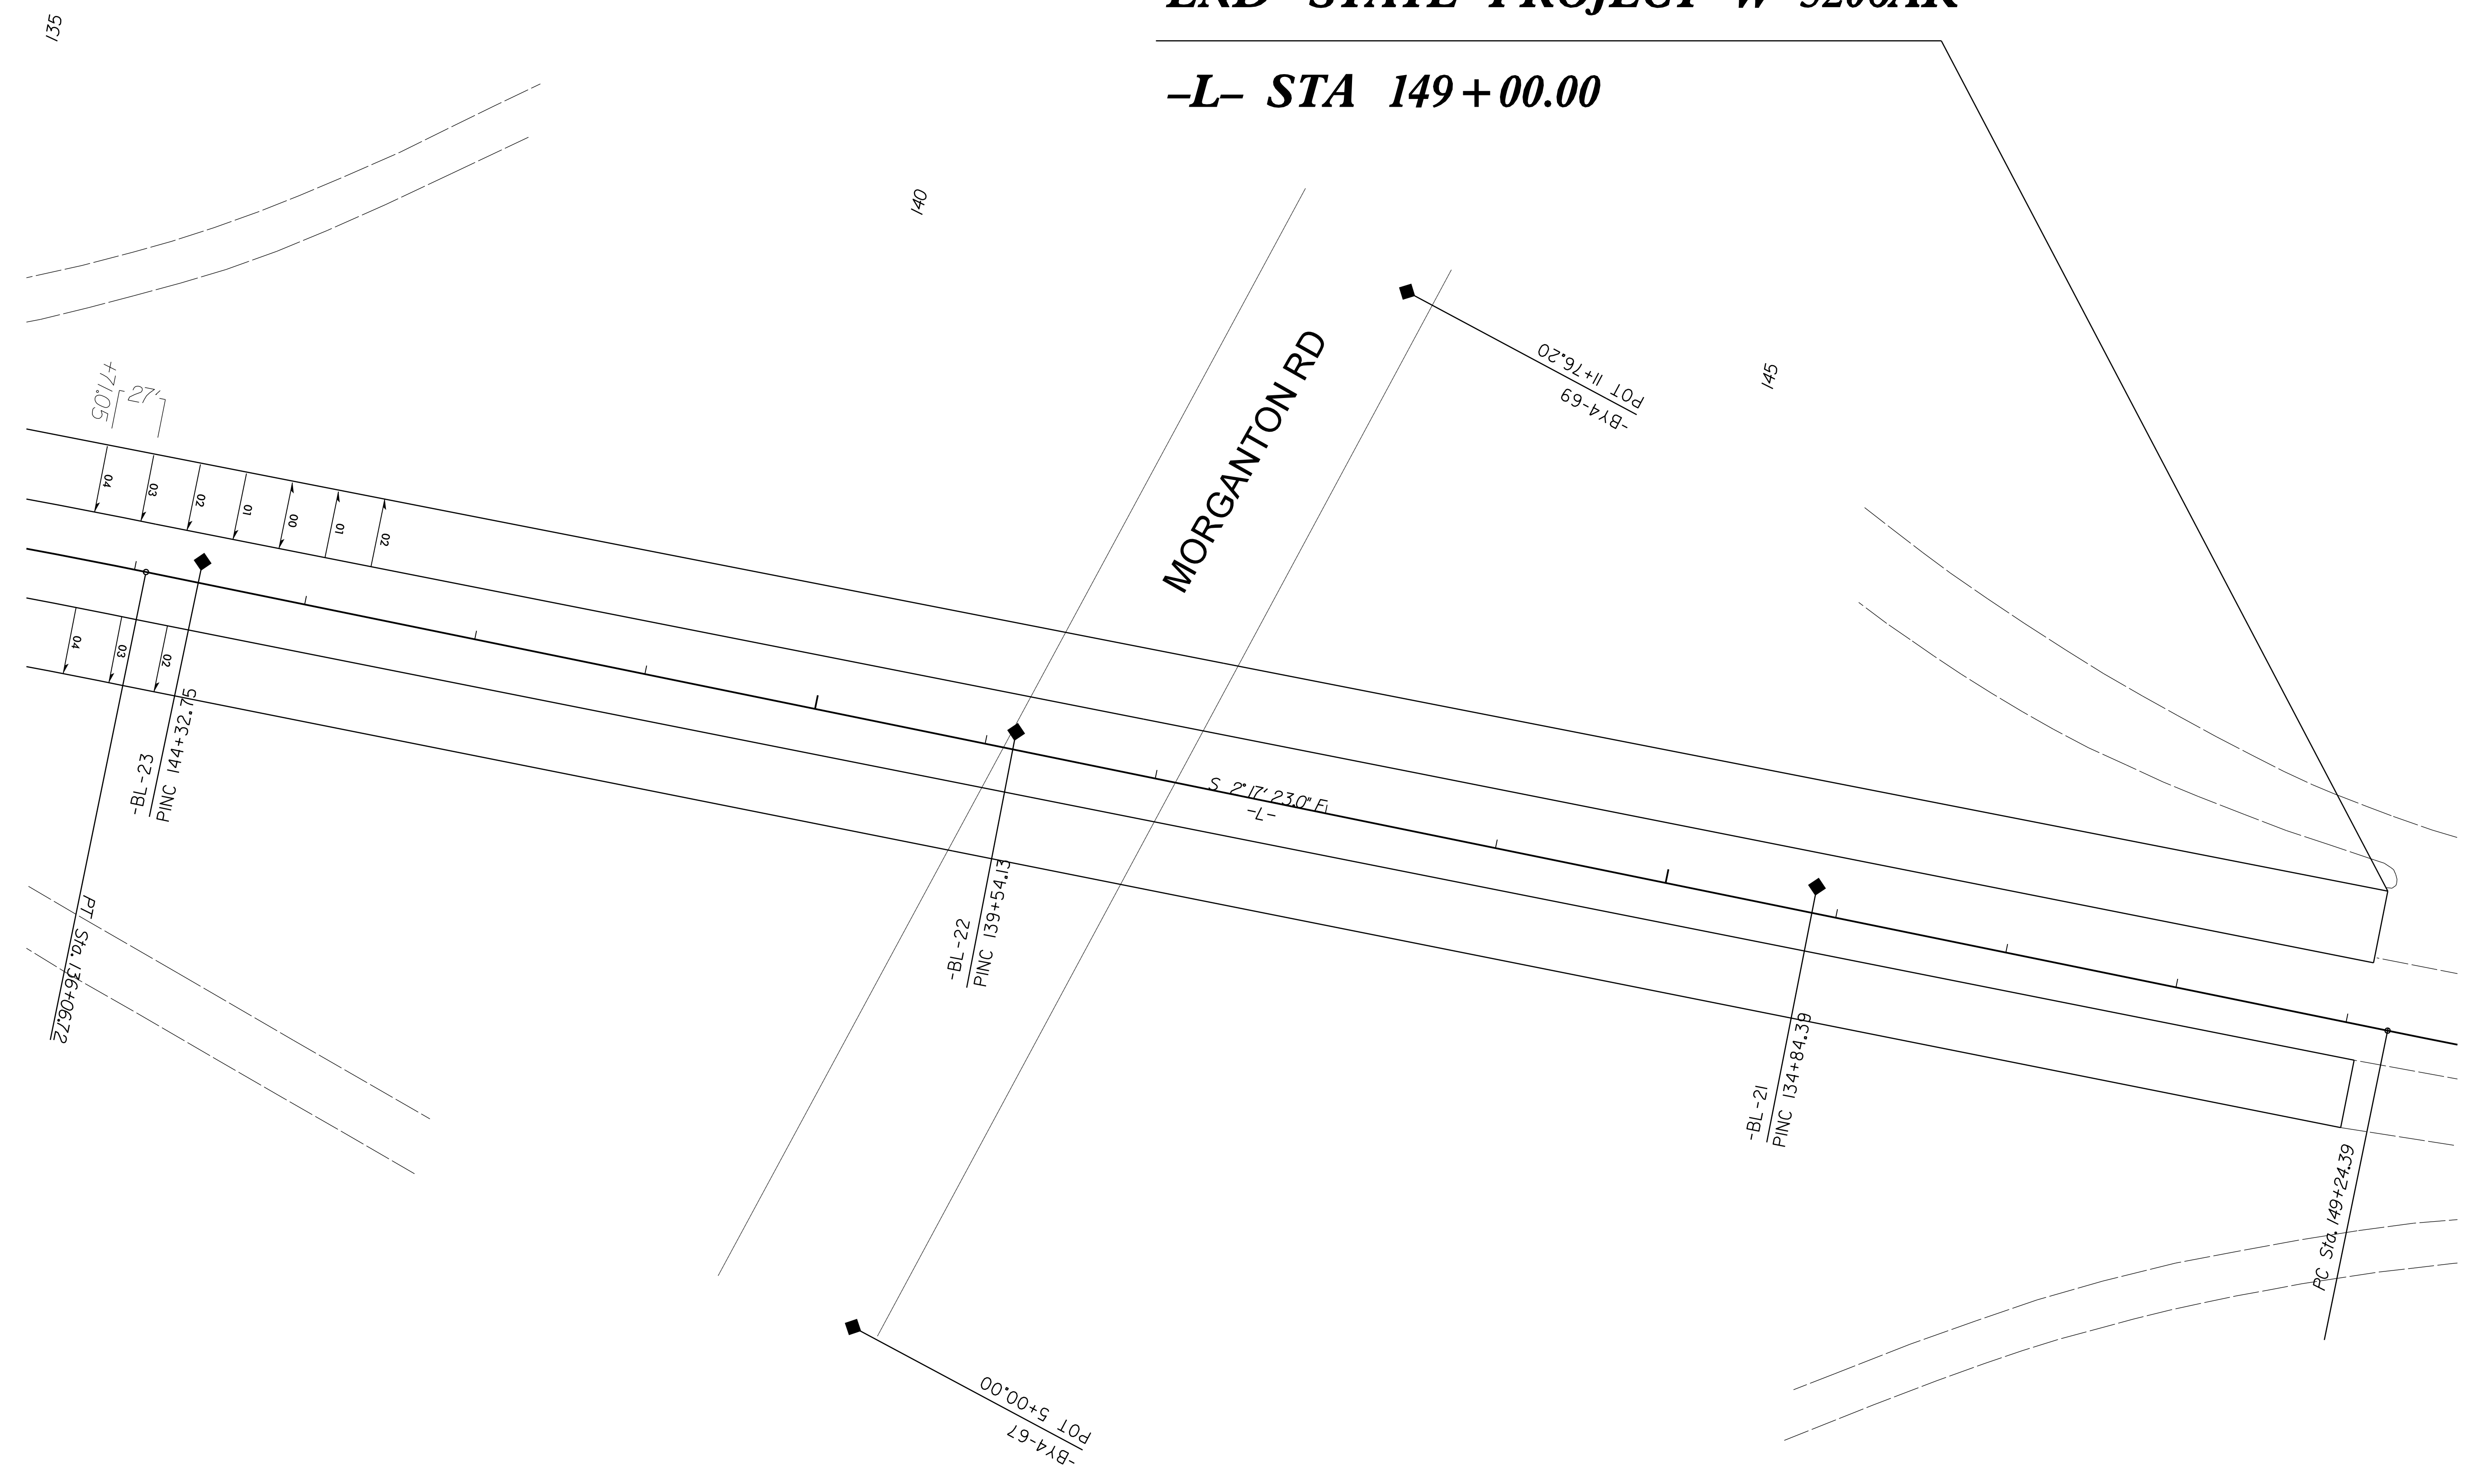 END STATE PROJECT W-5206AK
-L- STA 149+00.00
135
140
145
+71.05
27'
04
03
02
01
00
01
02
04
03
02
MORGANTON RD
POT 11+76.20
-BY4-69
S 2° 17' 23.0" E
-L-
-BL-23
PINC 144+32.75
-BL-22
PINC 139+54.13
-BL-21
PINC 134+84.39
PT Sta. 136+06.72
PC Sta. 149+24.39
POT 5+00.00
-BY4-67